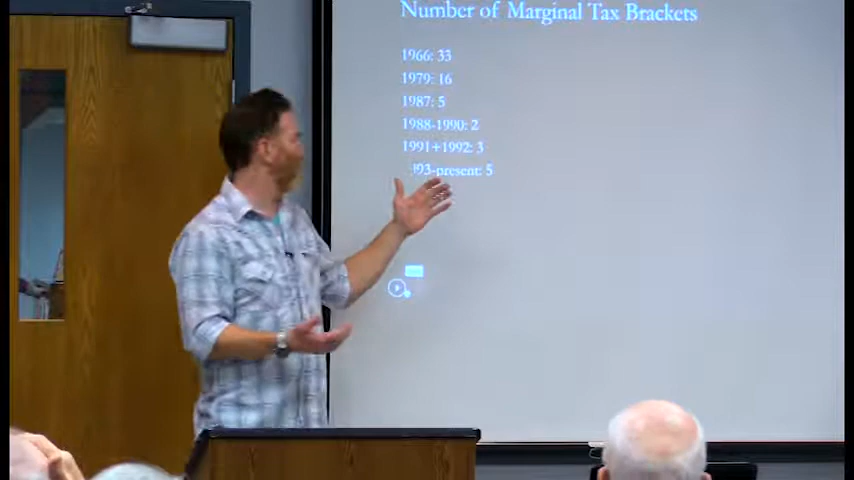 Number of Marginal Tax Brackets
1966: 33
1979: 16
1987: 5
1988-1990: 2
1991+1992: 3
93-present: 5